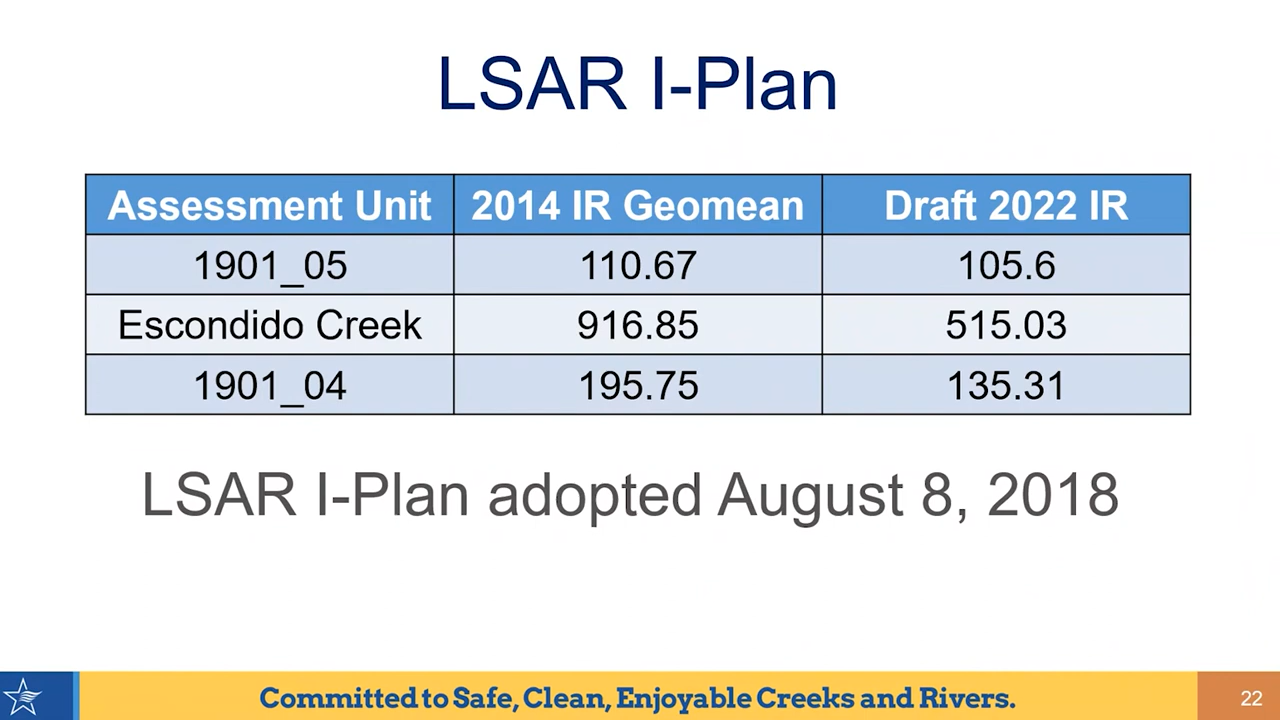 LSAR I-Plan
Assessment Unit 2014 IR Geomean Draft 2022 IR
1901_05 110.67 105.6
Escondido Creek 916.85 515.03
1901_04 195.75 135.31
LSAR I-Plan adopted August 8, 2018
Committed to Safe, Clean, Enjoyable Creeks and Rivers.
22